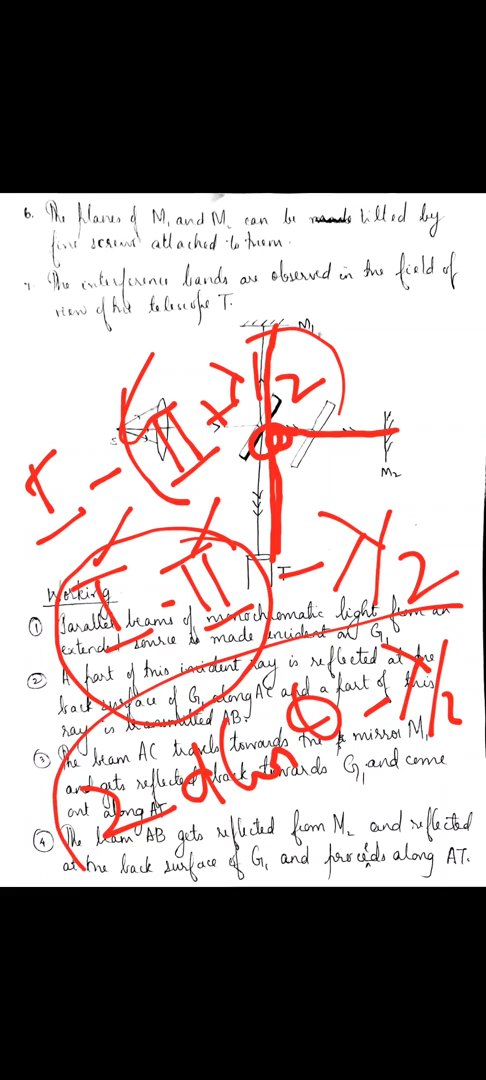 6. The planes of M₁ and M₂ can be tilted by
fine screws attached to them.
7. The interference bands are observed in the field of
view of the telescope T.
M₁
S
M₂
T
I - (II + π/2
I - II - π/2
2d cos θ - π/2
Working
① Parallel beams of monochromatic light from an
extended source is made incident on G₁
② A part of this incident ray is reflected at the
back surface of G₁ along AC and a part of this
ray is transmitted AB.
③ The beam AC travels towards the mirror M₁
and gets reflected back towards G₁ and come
out along AT
④ The beam AB gets reflected from M₂ and reflected
at the back surface of G₁ and proceeds along AT.